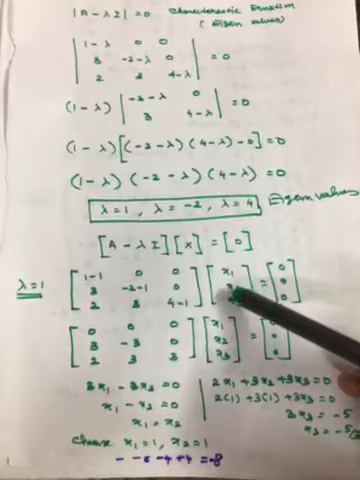 |A - λI| = 0 Characteristic Equation
(Eigen values)
| 1-λ 0 0 |
| 3 -2-λ 0 | = 0
| 2 3 4-λ |
(1-λ) | -2-λ 0 | = 0
| 3 4-λ |
(1-λ) [(-2-λ)(4-λ) - 0] = 0
(1-λ) (-2-λ) (4-λ) = 0
λ = 1, λ = -2, λ = 4 Eigen values
[A - λI] [x] = [0]
λ = 1
[ 1-1 0 0 ] [ x1 ] = [ 0 ]
[ 3 -2-1 0 ]
[ 2 3 4-1 ]
[ 0 0 0 ] [ x1 ] = [ 0 ]
[ 3 -3 0 ] [ x2 ]
[ 2 3 3 ] [ x3 ]
3x1 - 3x2 = 0
x1 - x2 = 0
x1 = x2
choose x1 = 1, x2 = 1
2x1 + 3x2 + 3x3 = 0
2(1) + 3(1) + 3x3 = 0
3x3 = -5
x3 = -5/